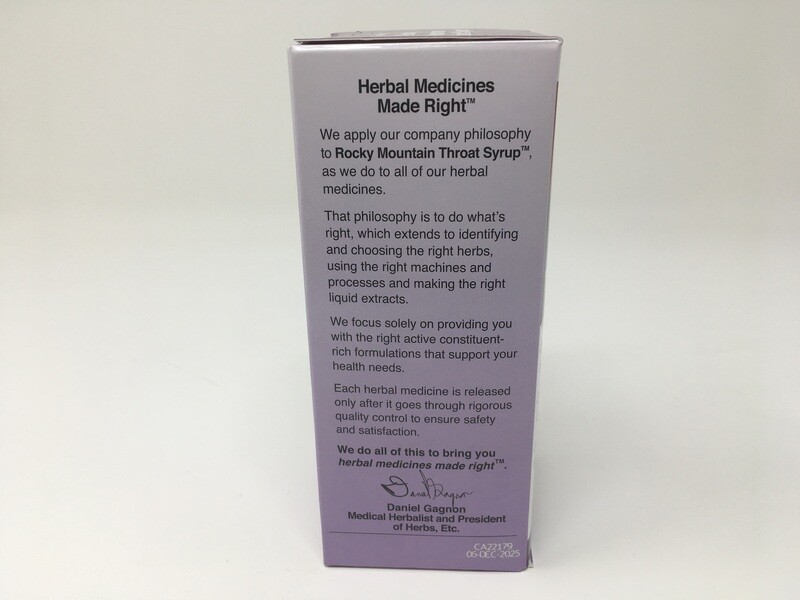 Herbal Medicines
Made Right™
We apply our company philosophy
to Rocky Mountain Throat Syrup™,
as we do to all of our herbal
medicines.
That philosophy is to do what's
right, which extends to identifying
and choosing the right herbs,
using the right machines and
processes and making the right
liquid extracts.
We focus solely on providing you
with the right active constituent-
rich formulations that support your
health needs.
Each herbal medicine is released
only after it goes through rigorous
quality control to ensure safety
and satisfaction.
We do all of this to bring you
herbal medicines made right™.
Daniel Gagnon
Daniel Gagnon
Medical Herbalist and President
of Herbs, Etc.
CA22179
06-DEC-2025